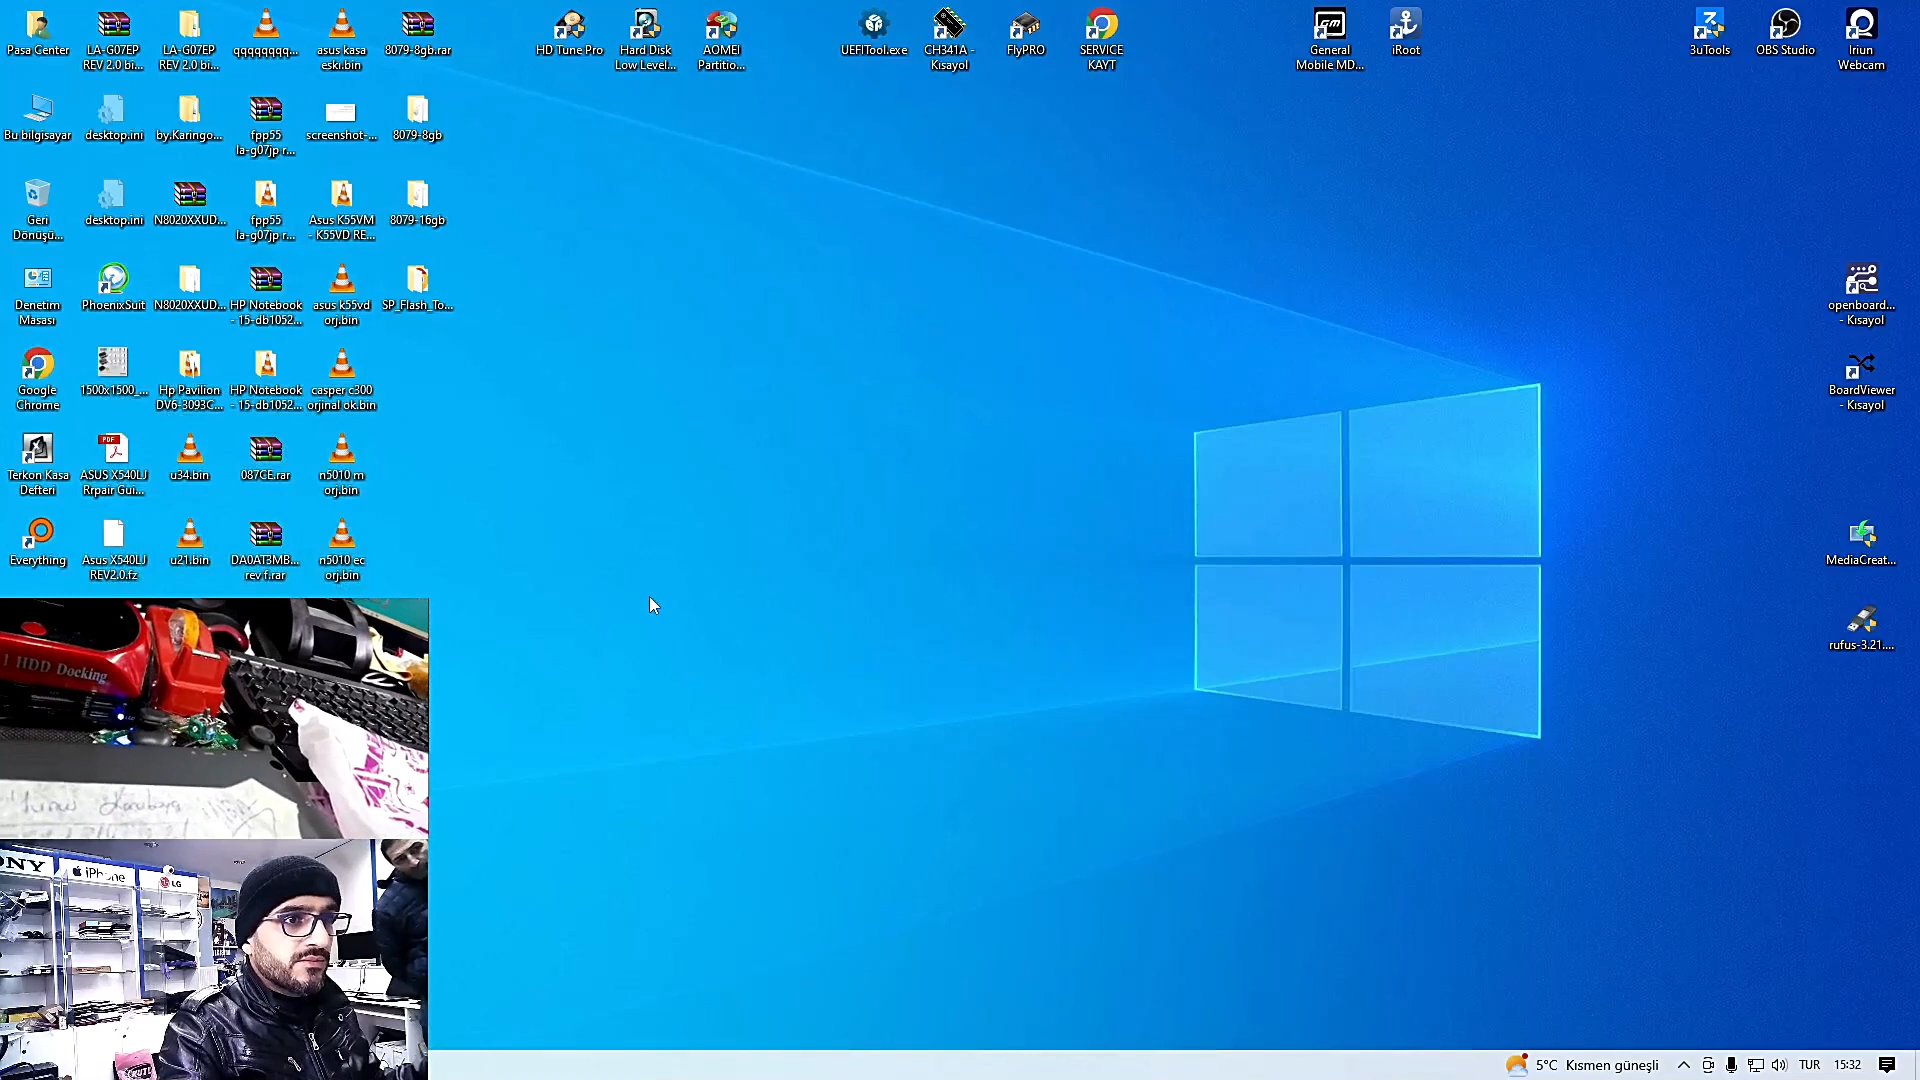 Pasa Center
LA-G07EP
REV 2.0 bi...
LA-G07EP
REV 2.0 bi...
qqqqqqqq...
asus kasa
eski.bin
8079-8gb.rar
HD Tune Pro
Hard Disk
Low Level...
AOMEI
Partitio...
UEFITool.exe
CH341A -
Kısayol
FlyPRO
SERVICE
KAYT
General
Mobile MD...
iRoot
3uTools
OBS Studio
Iriun
Webcam
Bu bilgisayar
desktop.ini
by.Karingo...
fpp55
la-g07jp r...
screenshot-...
8079-8gb
Geri
Dönüşü...
desktop.ini
N8020XXUD...
fpp55
la-g07jp r...
Asus K55VM
- K55VD RE...
8079-16gb
Denetim
Masası
PhoenixSuit
N8020XXUD...
HP Notebook
- 15-db1052...
asus k55vd
orj.bin
SP_Flash_To...
openboard...
- Kısayol
Google
Chrome
1500x1500_...
Hp Pavilion
DV6-3093C...
HP Notebook
- 15-db1052...
casper c300
orjinal ok.bin
BoardViewer
- Kısayol
Terkon Kasa
Defteri
ASUS X540LJ
Rrpair Gui...
u34.bin
087CE.rar
n5010 m
orj.bin
Everything
Asus X540LJ
REV2.0.fz
u21.bin
DA0AT3MB...
rev f.rar
n5010 ec
orj.bin
MediaCreat...
rufus-3.21....
1 HDD Docking
iPhone
LG
5°C Kısmen güneşli
TUR
15:32